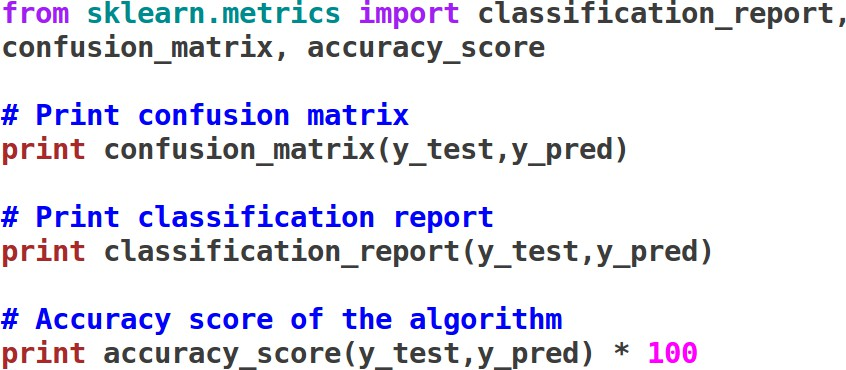 from sklearn.metrics import classification_report,
confusion_matrix, accuracy_score
# Print confusion matrix
print confusion_matrix(y_test,y_pred)
# Print classification report
print classification_report(y_test,y_pred)
# Accuracy score of the algorithm
print accuracy_score(y_test,y_pred) * 100